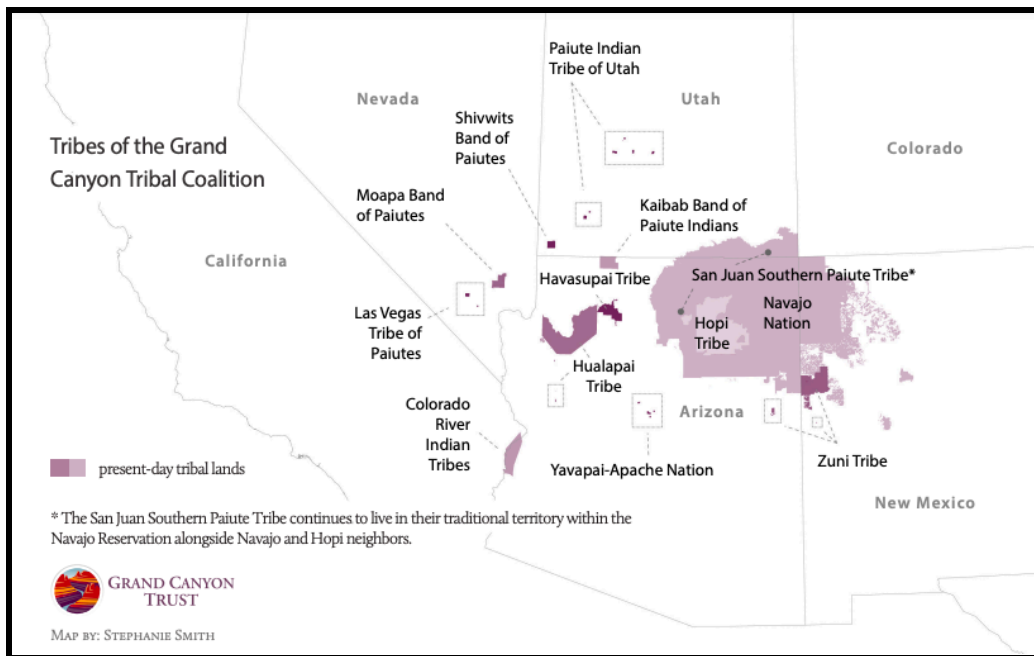 Paiute Indian
Tribe of Utah
Nevada
Utah
Shivwits
Band of
Paiutes
Tribes of the Grand
Canyon Tribal Coalition
Colorado
Moapa Band
of Paiutes
Kaibab Band of
Paiute Indians
California
Havasupai Tribe
San Juan Southern Paiute Tribe*
Las Vegas
Tribe of
Paiutes
Hopi
Tribe
Navajo
Nation
Hualapai
Tribe
Colorado
River
Indian
Tribes
Arizona
Yavapai-Apache Nation
Zuni Tribe
present-day tribal lands
New Mexico
* The San Juan Southern Paiute Tribe continues to live in their traditional territory within the
Navajo Reservation alongside Navajo and Hopi neighbors.
GRAND CANYON
TRUST
MAP BY: STEPHANIE SMITH